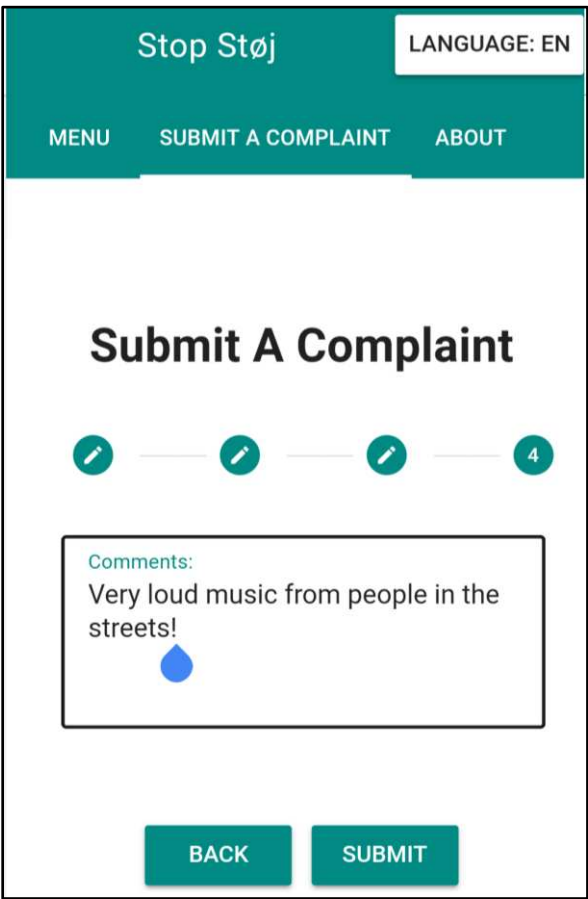 Stop Støj
LANGUAGE: EN
MENU
SUBMIT A COMPLAINT
ABOUT
Submit A Complaint
4
Comments:
Very loud music from people in the
streets!
BACK
SUBMIT